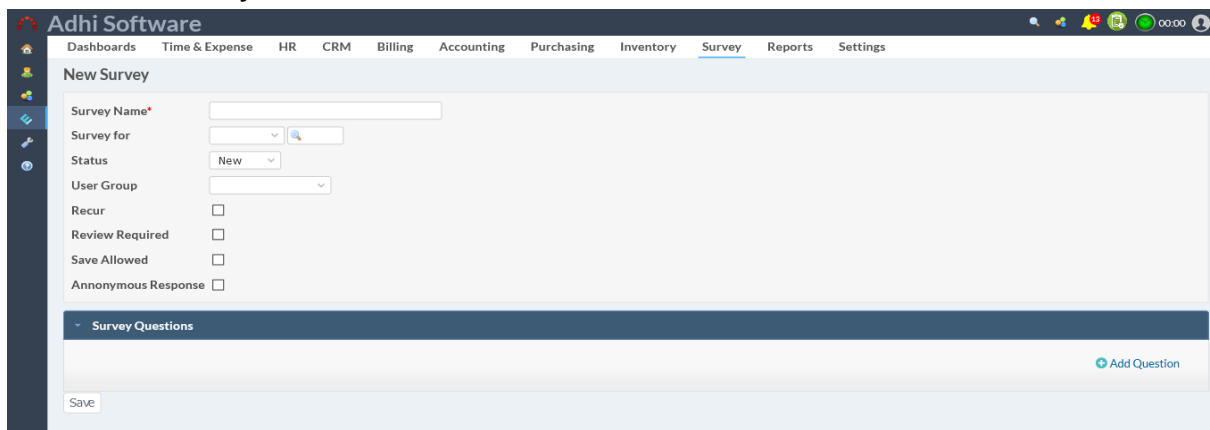 Adhi Software
13
00:00
Dashboards Time & Expense HR CRM Billing Accounting Purchasing Inventory Survey Reports Settings
New Survey
Survey Name*
Survey for
Status New
User Group
Recur
Review Required
Save Allowed
Annonymous Response
Survey Questions
Add Question
Save